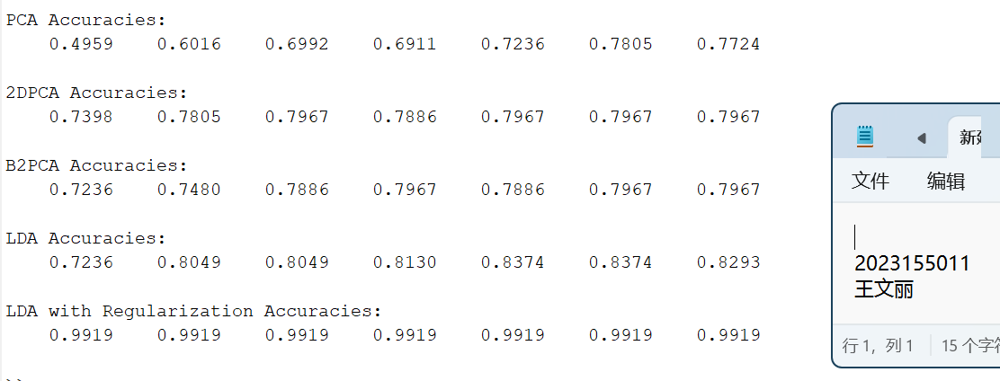 PCA Accuracies:
0.4959 0.6016 0.6992 0.6911 0.7236 0.7805 0.7724
2DPCA Accuracies:
0.7398 0.7805 0.7967 0.7886 0.7967 0.7967 0.7967
B2PCA Accuracies:
0.7236 0.7480 0.7886 0.7967 0.7886 0.7967 0.7967
LDA Accuracies:
0.7236 0.8049 0.8049 0.8130 0.8374 0.8374 0.8293
LDA with Regularization Accuracies:
0.9919 0.9919 0.9919 0.9919 0.9919 0.9919 0.9919
新
文件 编辑
2023155011
王文丽
行 1，列 1 15 个字